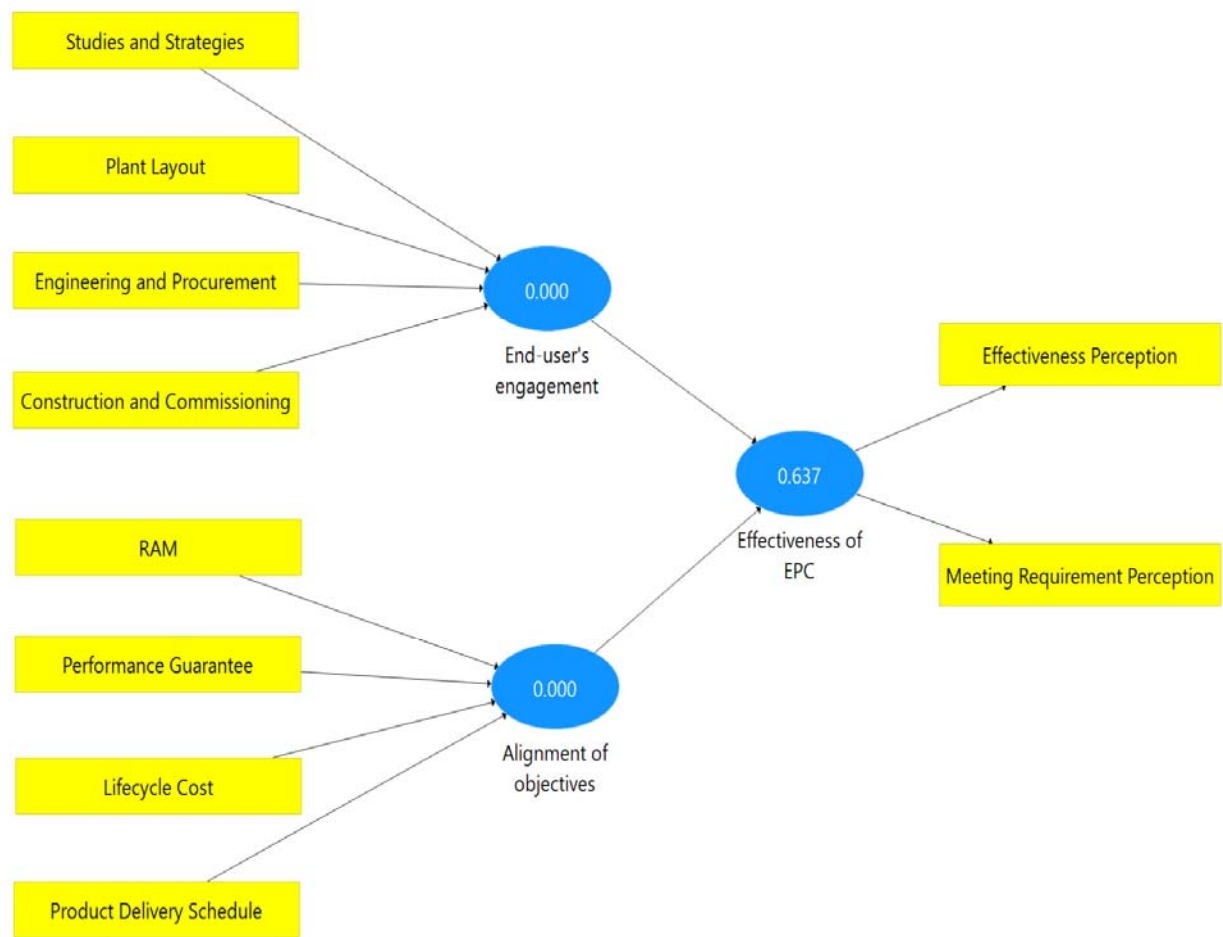 Studies and Strategies
Plant Layout
Engineering and Procurement
Construction and Commissioning
0.000
End-user's
engagement
Effectiveness Perception
0.637
Effectiveness of
EPC
Meeting Requirement Perception
RAM
Performance Guarantee
Lifecycle Cost
Product Delivery Schedule
0.000
Alignment of
objectives